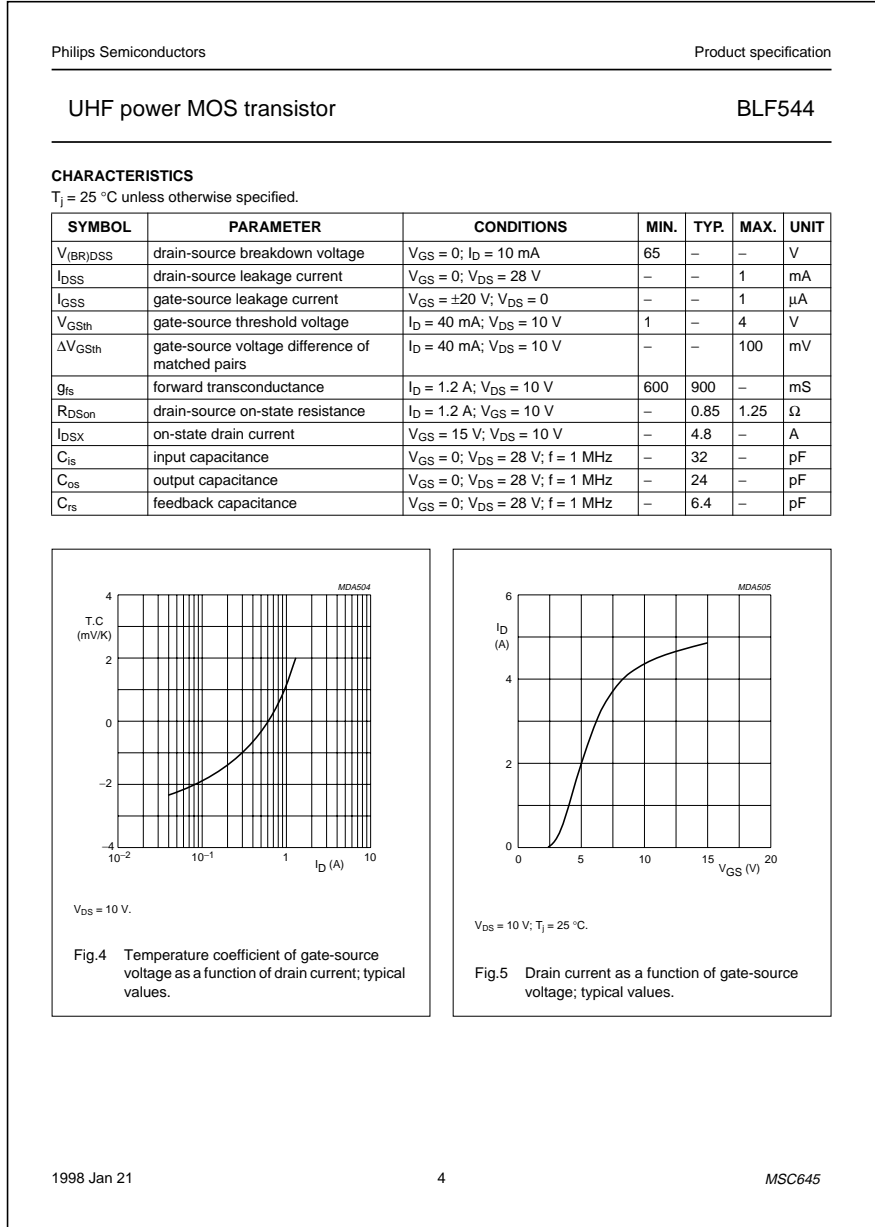 Philips Semiconductors Product specification
UHF power MOS transistor BLF544
CHARACTERISTICS
Tj = 25 °C unless otherwise specified.
SYMBOL PARAMETER CONDITIONS MIN. TYP. MAX. UNIT
V(BR)DSS drain-source breakdown voltage VGS = 0; ID = 10 mA 65 – – V
IDSS drain-source leakage current VGS = 0; VDS = 28 V – – 1 mA
IGSS gate-source leakage current VGS = ±20 V; VDS = 0 – – 1 μA
VGSth gate-source threshold voltage ID = 40 mA; VDS = 10 V 1 – 4 V
ΔVGSth gate-source voltage difference of ID = 40 mA; VDS = 10 V – – 100 mV
matched pairs
gfs forward transconductance ID = 1.2 A; VDS = 10 V 600 900 – mS
RDSon drain-source on-state resistance ID = 1.2 A; VGS = 10 V – 0.85 1.25 Ω
IDSX on-state drain current VGS = 15 V; VDS = 10 V – 4.8 – A
Cis input capacitance VGS = 0; VDS = 28 V; f = 1 MHz – 32 – pF
Cos output capacitance VGS = 0; VDS = 28 V; f = 1 MHz – 24 – pF
Crs feedback capacitance VGS = 0; VDS = 28 V; f = 1 MHz – 6.4 – pF
MDA504
4
T.C
(mV/K)
2
0
−2
−4
10−2 10−1 1 ID (A) 10
VDS = 10 V.
Fig.4 Temperature coefficient of gate-source
voltage as a function of drain current; typical
values.
MDA505
6
ID
(A)
4
2
0
0 5 10 15 VGS (V) 20
VDS = 10 V; Tj = 25 °C.
Fig.5 Drain current as a function of gate-source
voltage; typical values.
1998 Jan 21 4 MSC645